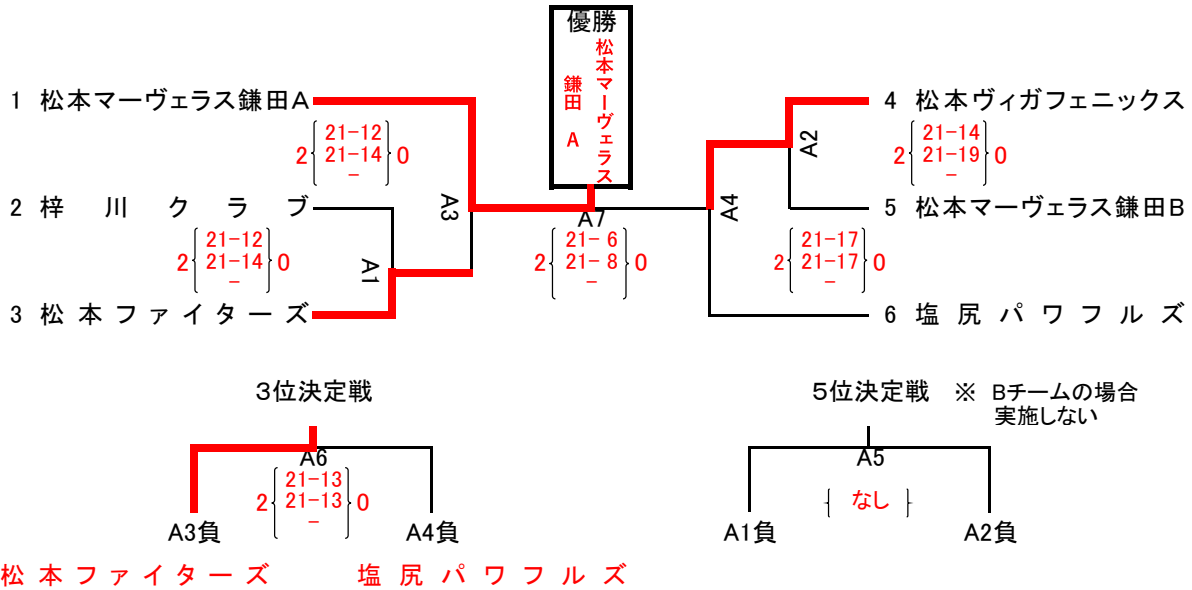 優勝
松本マーヴェラス
鎌田 A
1 松本マーヴェラス鎌田A
21-12
2 21-14 0
-
A3
2 梓川クラブ
21-12
2 21-14 0
-
A1
3 松本ファイターズ
A7
21- 6
2 21- 8 0
-
4 松本ヴィガフェニックス
A2
21-14
2 21-19 0
-
A4
5 松本マーヴェラス鎌田B
21-17
2 21-17 0
-
6 塩尻パワフルズ
3位決定戦
A6
21-13
2 21-13 0
-
A3負 A4負
松本ファイターズ 塩尻パワフルズ
5位決定戦 ※ Bチームの場合
実施しない
A5
なし
A1負 A2負